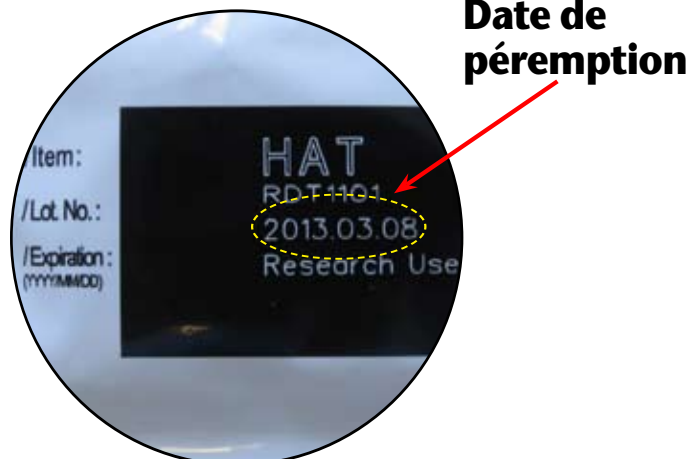 Date de
péremption
Item:
HAT
RDT1101
/Lot. No.:
2013.03.08
/Expiration:
Research Use
(YYYY/MM/DD)